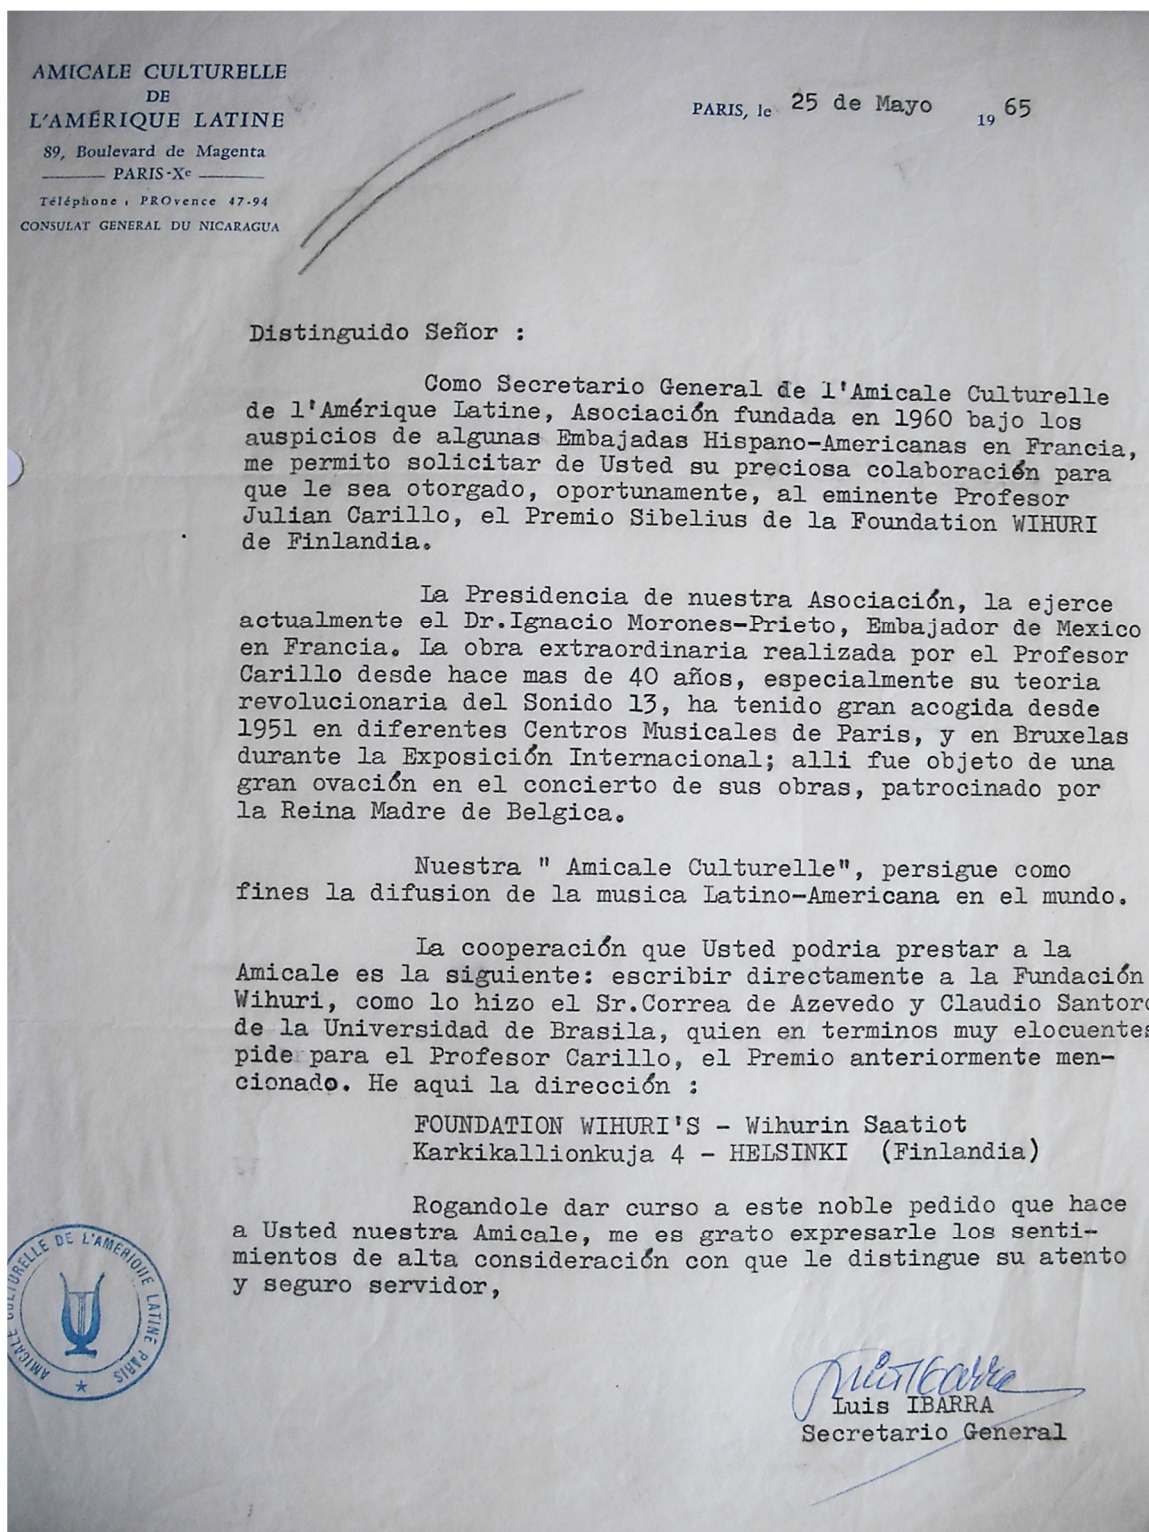 AMICALE CULTURELLE
DE
L'AMÉRIQUE LATINE
89, Boulevard de Magenta
PARIS-Xe
Téléphone : PROvence 47-94
CONSULAT GENERAL DU NICARAGUA
PARIS, le 25 de Mayo 1965
Distinguido Señor :
Como Secretario General de l'Amicale Culturelle
de l'Amérique Latine, Asociación fundada en 1960 bajo los
auspicios de algunas Embajadas Hispano-Americanas en Francia,
me permito solicitar de Usted su preciosa colaboración para
que le sea otorgado, oportunamente, al eminente Profesor
Julian Carillo, el Premio Sibelius de la Foundation WIHURI
de Finlandia.
La Presidencia de nuestra Asociación, la ejerce
actualmente el Dr.Ignacio Morones-Prieto, Embajador de Mexico
en Francia. La obra extraordinaria realizada por el Profesor
Carillo desde hace mas de 40 años, especialmente su teoria
revolucionaria del Sonido 13, ha tenido gran acogida desde
1951 en diferentes Centros Musicales de Paris, y en Bruxelas
durante la Exposición Internacional; alli fue objeto de una
gran ovación en el concierto de sus obras, patrocinado por
la Reina Madre de Belgica.
Nuestra " Amicale Culturelle", persigue como
fines la difusion de la musica Latino-Americana en el mundo.
La cooperación que Usted podria prestar a la
Amicale es la siguiente: escribir directamente a la Fundación
Wihuri, como lo hizo el Sr.Correa de Azevedo y Claudio Santoro
de la Universidad de Brasila, quien en terminos muy elocuentes
pide para el Profesor Carillo, el Premio anteriormente men-
cionado. He aqui la dirección :
FOUNDATION WIHURI'S - Wihurin Saatiot
Karkikallionkuja 4 - HELSINKI (Finlandia)
Rogandole dar curso a este noble pedido que hace
a Usted nuestra Amicale, me es grato expresarle los senti-
mientos de alta consideración con que le distingue su atento
y seguro servidor,
AMICALE CULTURELLE DE L'AMERIQUE LATINE PARIS
Luis Ibarra
Luis IBARRA
Secretario General